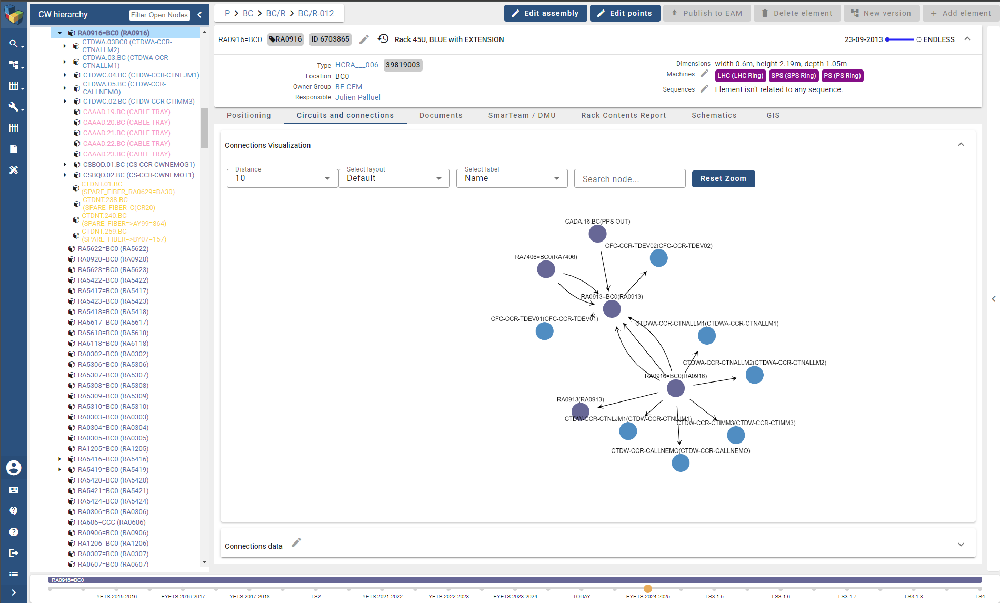 CW hierarchy
Filter Open Nodes
P > BC > BC/R > BC/R-012
Edit assembly
Edit points
Publish to EAM
Delete element
New version
Add element
RA0916=BC0 (RA0916)
CTDWA.03BC0 (CTDWA-CCR-
CTNALLM2)
CTDWA.03.BC (CTDWA-CCR-
CTNALLM1)
CTDWC.04.BC (CTDW-CCR-CTNLJM1)
CTDWA.05.BC (CTDW-CCR-
CALLNEMO)
CTDWC.02.BC (CTDW-CCR-CTIMM3)
CAAAD.19.BC (CABLE TRAY)
CAAAD.20.BC (CABLE TRAY)
CAAAD.21.BC (CABLE TRAY)
CAAAD.22.BC (CABLE TRAY)
CAAAD.23.BC (CABLE TRAY)
CSBQD.01.BC (CS-CCR-CWNEMOG1)
CSBQD.02.BC (CS-CCR-CWNEMOT1)
CTDNT.01.BC
(SPARE_FIBER_RA0629=BA30)
CTDNT.238.BC
(SPARE_FIBER_C(CR20)
CTDNT.240.BC
(SPARE_FIBER=>AY99=864)
CTDNT.259.BC
(SPARE_FIBER=>BY07=157)
RA5622=BC0 (RA5622)
RA0920=BC0 (RA0920)
RA5623=BC0 (RA5623)
RA5422=BC0 (RA5422)
RA5417=BC0 (RA5417)
RA5423=BC0 (RA5423)
RA5418=BC0 (RA5418)
RA5617=BC0 (RA5617)
RA5618=BC0 (RA5618)
RA6118=BC0 (RA6118)
RA0302=BC0 (RA0302)
RA5306=BC0 (RA5306)
RA5307=BC0 (RA5307)
RA5308=BC0 (RA5308)
RA5309=BC0 (RA5309)
RA5310=BC0 (RA5310)
RA0303=BC0 (RA0303)
RA0304=BC0 (RA0304)
RA0305=BC0 (RA0305)
RA1205=BC0 (RA1205)
RA5416=BC0 (RA5416)
RA5419=BC0 (RA5419)
RA5420=BC0 (RA5420)
RA5421=BC0 (RA5421)
RA5424=BC0 (RA5424)
RA0306=BC0 (RA0306)
RA606=CCC (RA0606)
RA0906=BC0 (RA0906)
RA1206=BC0 (RA1206)
RA0307=BC0 (RA0307)
RA0607=BC0 (RA0607)
RA0916=BC0 RA0916 ID 6703865 Rack 45U, BLUE with EXTENSION
23-09-2013 ENDLESS
Type HCRA___006 39819003
Location BC0
Owner Group BE-CEM
Responsible Julien Palluel
Dimensions width 0.6m, height 2.19m, depth 1.05m
Machines LHC (LHC Ring) SPS (SPS Ring) PS (PS Ring)
Sequences Element isn't related to any sequence.
Positioning
Circuits and connections
Documents
SmarTeam / DMU
Rack Contents Report
Schematics
GIS
Connections Visualization
Distance
10
Select layout
Default
Select label
Name
Search node...
Reset Zoom
CADA.16.BC(PPS OUT)
CFC-CCR-TDEV02(CFC-CCR-TDEV02)
RA7406=BC0(RA7406)
RA0913=BC0(RA0913)
CFC-CCR-TDEV01(CFC-CCR-TDEV01)
CTDWA-CCR-CTNALLM1(CTDWA-CCR-CTNALLM1)
CTDWA-CCR-CTNALLM2(CTDWA-CCR-CTNALLM2)
RA0916=BC0(RA0916)
RA0913(RA0913)
CTDW-CCR-CTNLJM1(CTDW-CCR-CTNLJM1)
CTDW-CCR-CTIMM3(CTDW-CCR-CTIMM3)
CTDW-CCR-CALLNEMO(CTDW-CCR-CALLNEMO)
Connections data
RA0916=BC0
YETS 2015-2016
EYETS 2016-2017
YETS 2017-2018
LS2
YETS 2021-2022
YETS 2022-2023
EYETS 2023-2024
TODAY
EYETS 2024-2025
LS3 1.5
LS3 1.6
LS3 1.7
LS3 1.8
LS4